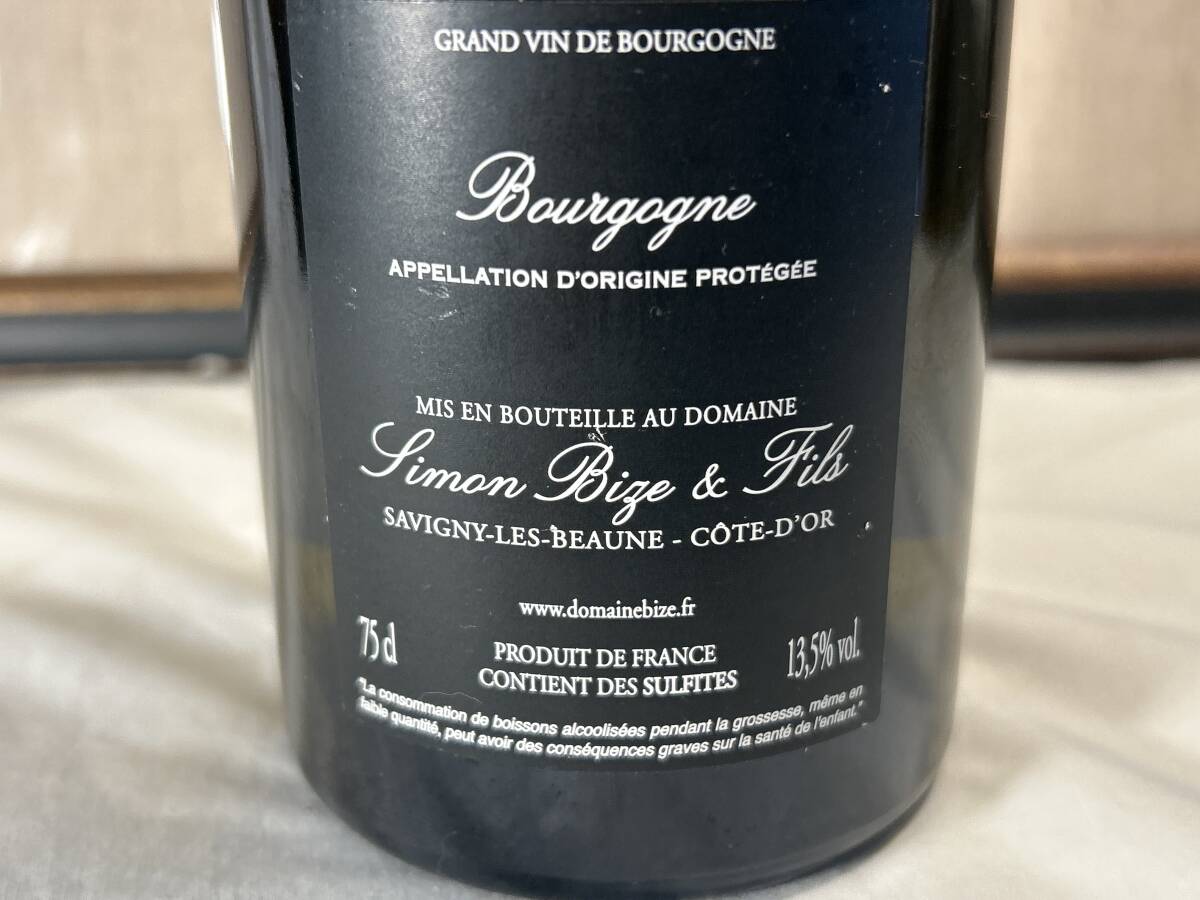 GRAND VIN DE BOURGOGNE
Bourgogne
APPELLATION D'ORIGINE PROTÉGÉE
MIS EN BOUTEILLE AU DOMAINE
Simon Bize & Fils
SAVIGNY-LES-BEAUNE - CÔTE-D'OR
www.domainebize.fr
75 cl
PRODUIT DE FRANCE
CONTIENT DES SULFITES
13,5% vol.
"La consommation de boissons alcoolisées pendant la grossesse, même en
faible quantité, peut avoir des conséquences graves sur la santé de l'enfant."